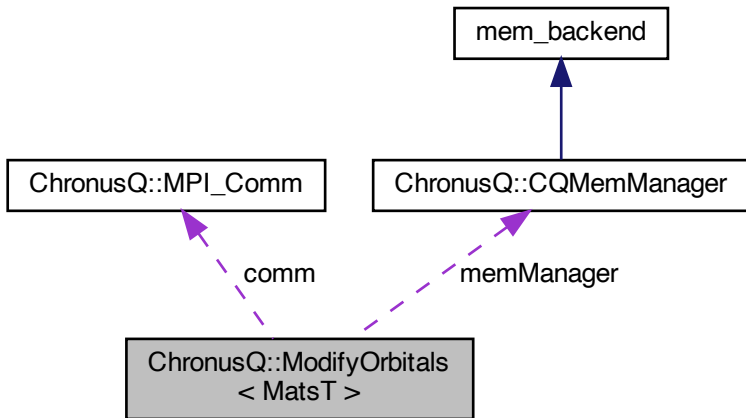 mem_backend
ChronusQ::MPI_Comm
ChronusQ::CQMemManager
comm
memManager
ChronusQ::ModifyOrbitals
< MatsT >